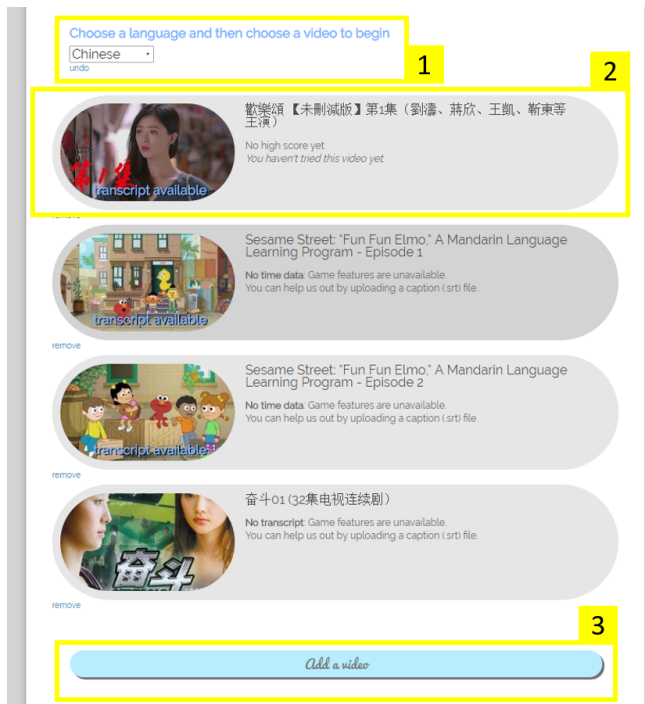 Choose a language and then choose a video to begin
Chinese
undo
1
2
歡樂頌 【未刪減版】第1集（劉濤、蔣欣、王凱、靳東等
王演）
第1集
transcript available
No high score yet
You haven't tried this video yet
Sesame Street: "Fun Fun Elmo," A Mandarin Language
Learning Program - Episode 1
transcript available
No time data: Game features are unavailable.
You can help us out by uploading a caption (.srt) file.
remove
Sesame Street: "Fun Fun Elmo," A Mandarin Language
Learning Program - Episode 2
transcript available
No time data: Game features are unavailable.
You can help us out by uploading a caption (.srt) file.
remove
奋斗01 (32集电视连续剧）
奋斗
No transcript: Game features are unavailable.
You can help us out by uploading a caption (.srt) file.
remove
3
Add a video